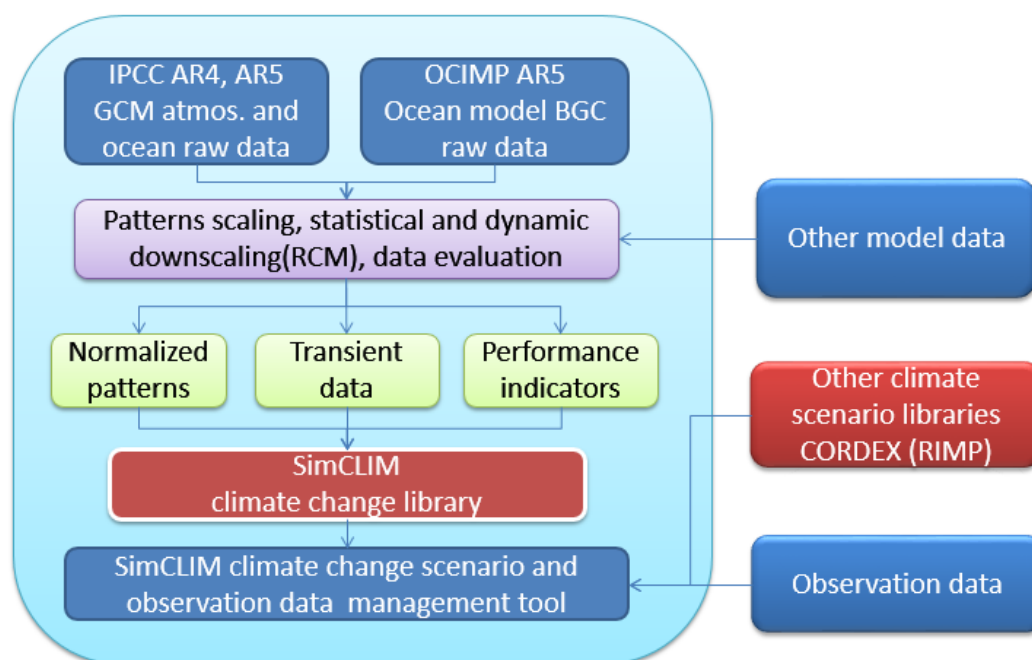 IPCC AR4, AR5
GCM atmos. and
ocean raw data
OCIMP AR5
Ocean model BGC
raw data
Patterns scaling, statistical and dynamic
downscaling(RCM), data evaluation
Other model data
Normalized
patterns
Transient
data
Performance
indicators
Other climate
scenario libraries
CORDEX (RIMP)
SimCLIM
climate change library
SimCLIM climate change scenario and
observation data  management tool
Observation data